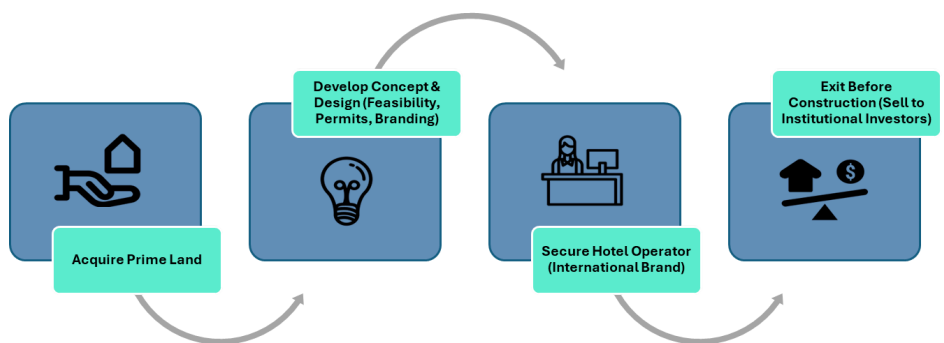 Acquire Prime Land
Develop Concept &
Design (Feasibility,
Permits, Branding)
Secure Hotel Operator
(International Brand)
Exit Before
Construction (Sell to
Institutional Investors)
$